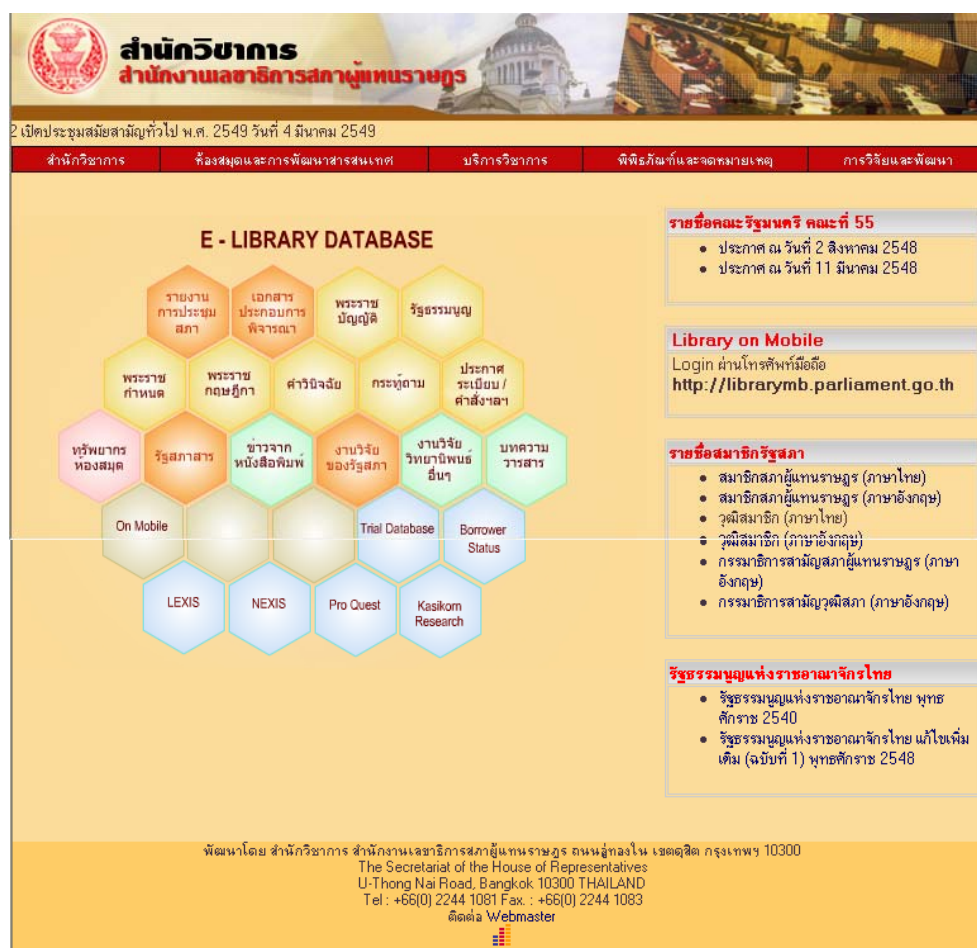 สำนักวิชาการ
สำนักงานเลขาธิการสภาผู้แทนราษฎร
2 เปิดประชุมสมัยสามัญทั่วไป พ.ศ. 2549 วันที่ 4 มีนาคม 2549
สำนักวิชาการ
ห้องสมุดและการพัฒนาสารสนเทศ
บริการวิชาการ
พิพิธภัณฑ์และจดหมายเหตุ
การวิจัยและพัฒนา
E - LIBRARY DATABASE
รายงาน
การประชุม
สภา
เอกสาร
ประกอบการ
พิจารณา
พระราช
บัญญัติ
รัฐธรรมนูญ
พระราช
กำหนด
พระราช
กฤษฎีกา
คำวินิจฉัย
กระทู้ถาม
ประกาศ
ระเบียบ /
คำสั่งฯลฯ
ทรัพยากร
ห้องสมุด
รัฐสภาสาร
ข่าวจาก
หนังสือพิมพ์
งานวิจัย
ของรัฐสภา
งานวิจัย
วิทยานิพนธ์
อื่นๆ
บทความ
วารสาร
On Mobile
Trial Database
Borrower
Status
LEXIS
NEXIS
Pro Quest
Kasikorn
Research
รายชื่อคณะรัฐมนตรี คณะที่ 55
ประกาศ ณ วันที่ 2 สิงหาคม 2548
ประกาศ ณ วันที่ 11 มีนาคม 2548
Library on Mobile
Login ผ่านโทรศัพท์มือถือ
http://librarymb.parliament.go.th
รายชื่อสมาชิกรัฐสภา
สมาชิกสภาผู้แทนราษฎร (ภาษาไทย)
สมาชิกสภาผู้แทนราษฎร (ภาษาอังกฤษ)
วุฒิสมาชิก (ภาษาไทย)
วุฒิสมาชิก (ภาษาอังกฤษ)
กรรมาธิการสามัญสภาผู้แทนราษฎร (ภาษา
อังกฤษ)
กรรมาธิการสามัญวุฒิสภา (ภาษาอังกฤษ)
รัฐธรรมนูญแห่งราชอาณาจักรไทย
รัฐธรรมนูญแห่งราชอาณาจักรไทย พุทธ
ศักราช 2540
รัฐธรรมนูญแห่งราชอาณาจักรไทย แก้ไขเพิ่ม
เติม (ฉบับที่ 1) พุทธศักราช 2548
พัฒนาโดย สำนักวิชาการ สำนักงานเลขาธิการสภาผู้แทนราษฎร ถนนอู่ทองใน เขตดุสิต กรุงเทพฯ 10300
The Secretariat of the House of Representatives
U-Thong Nai Road, Bangkok 10300 THAILAND
Tel : +66(0) 2244 1081 Fax. : +66(0) 2244 1083
ติดต่อ Webmaster